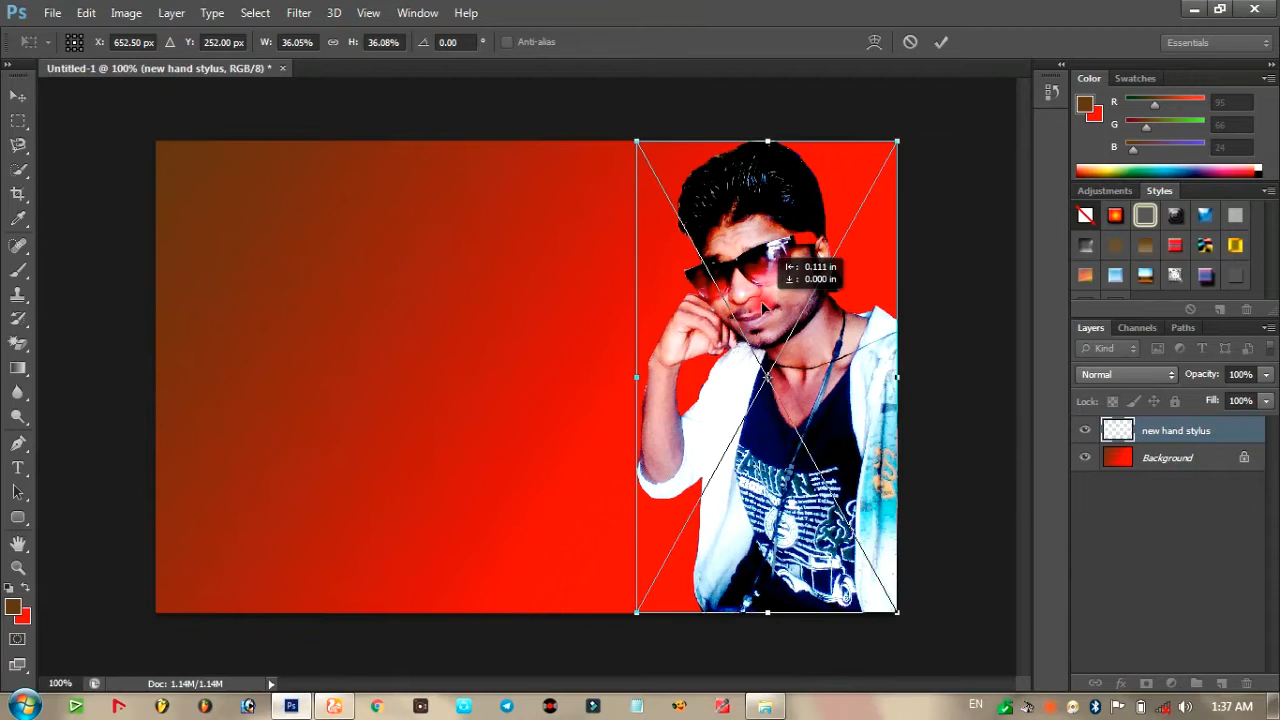 Ps File Edit Image Layer Type Select Filter 3D View Window Help
X: 652.50 px Y: 252.00 px W: 36.05% H: 36.08% 0.00 ° Anti-alias Essentials
Untitled-1 @ 100% (new hand stylus, RGB/8) * ×
Color Swatches
R 95
G 66
B 24
Adjustments Styles
0.111 in
0.000 in
Layers Channels Paths
Kind
Normal Opacity: 100%
Lock: Fill: 100%
new hand stylus
Background
100% Doc: 1.14M/1.14M
EN 1:37 AM